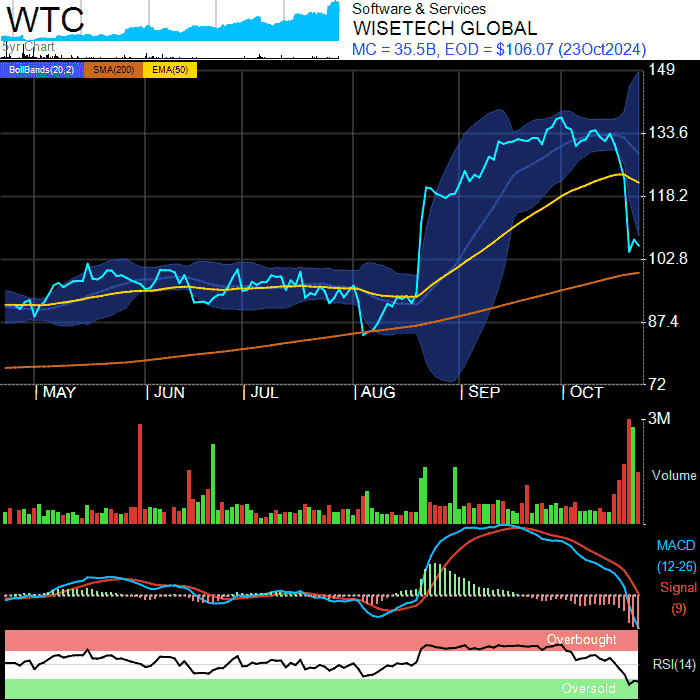 WTC
5yr Chart
Software & Services
WISETECH GLOBAL
MC = 35.5B, EOD = $106.07 (23Oct2024)
BollBands(20,2) SMA(200) EMA(50)
149
133.6
118.2
102.8
87.4
72
MAY JUN JUL AUG SEP OCT
3M
Volume
MACD
(12-26)
Signal
(9)
Overbought
RSI(14)
Oversold